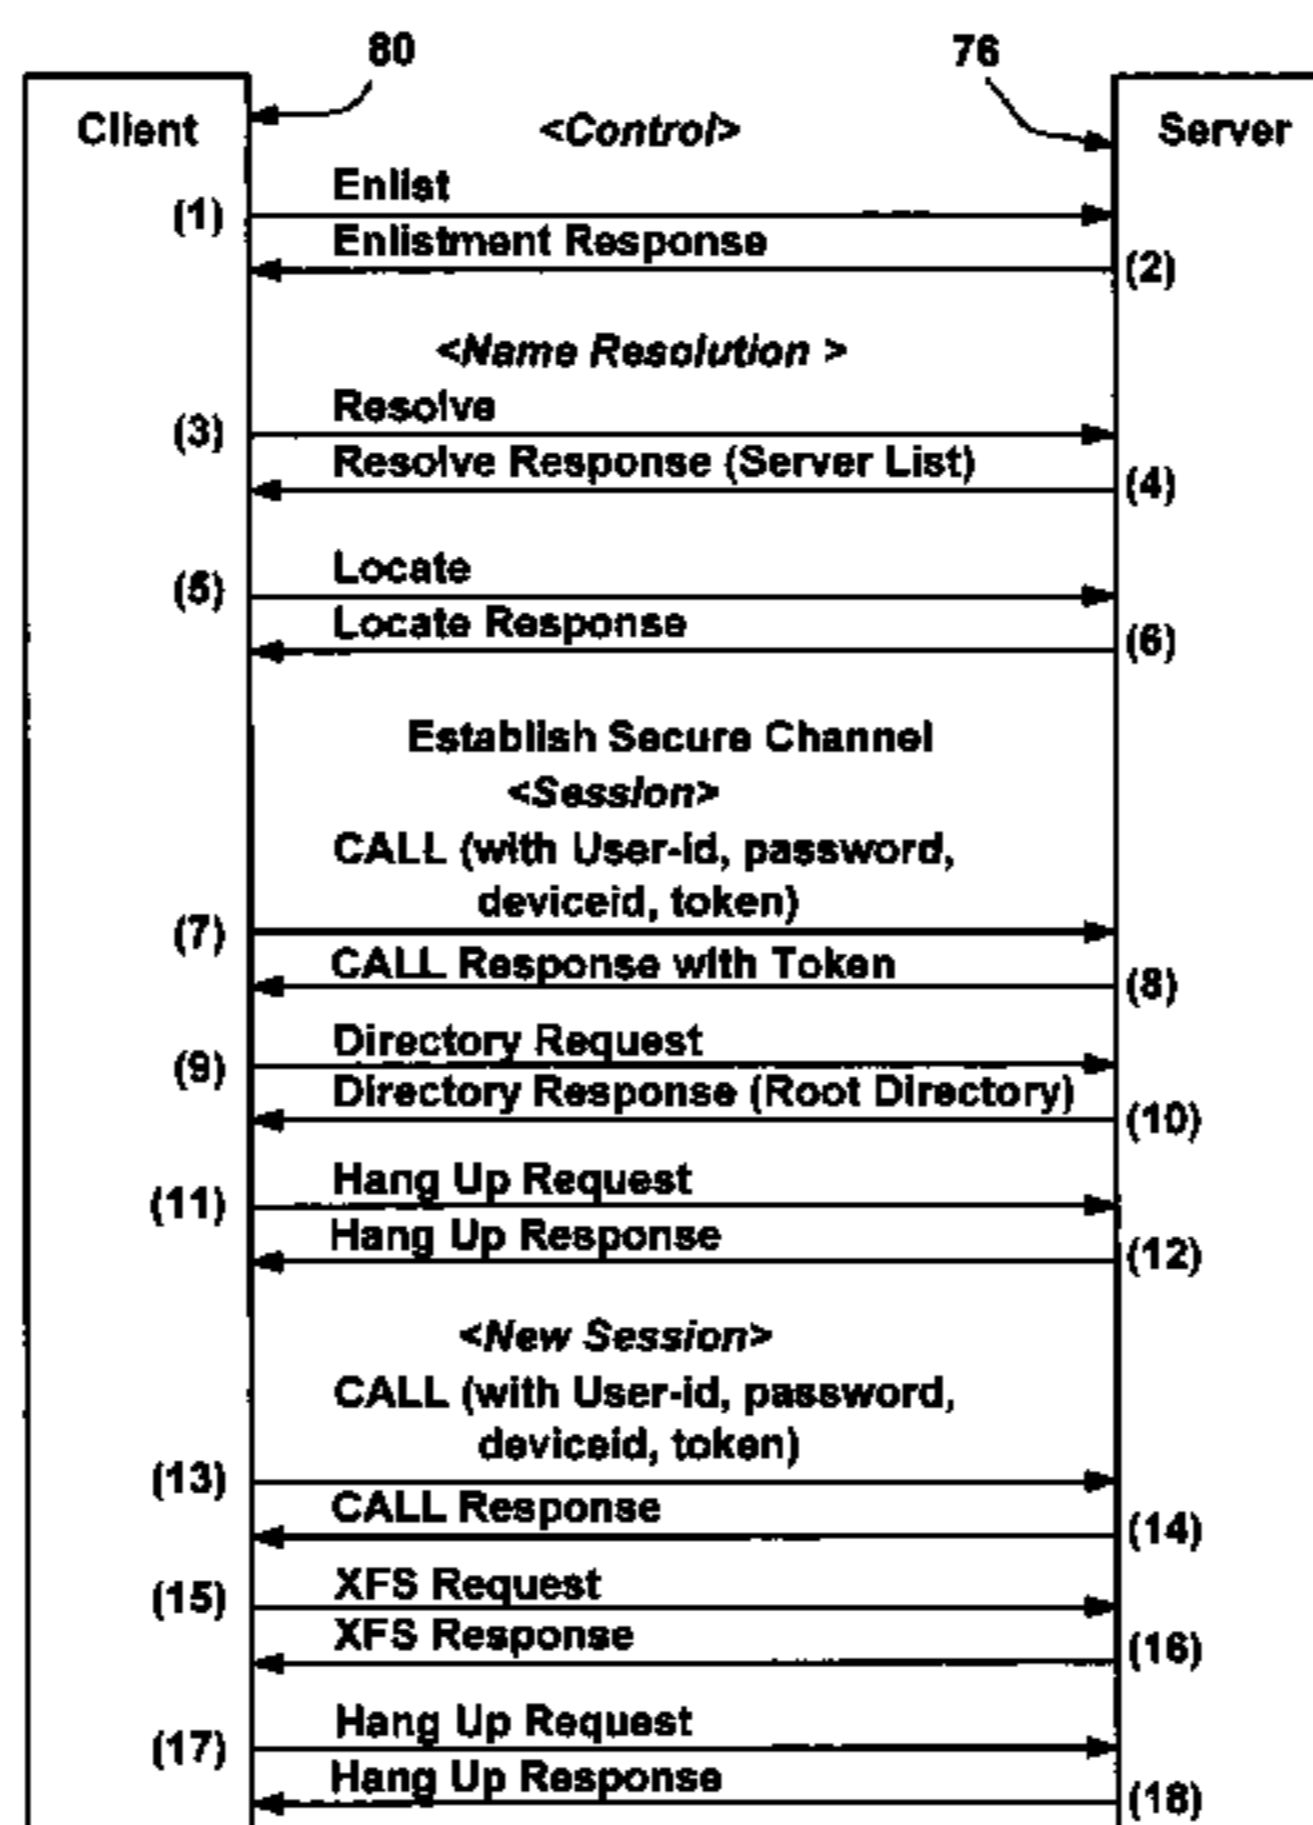 80
76
Client
<Control>
Server
Enlist
(1)
Enlistment Response
(2)
<Name Resolution >
Resolve
(3)
Resolve Response (Server List)
(4)
Locate
(5)
Locate Response
(6)
Establish Secure Channel
<Session>
CALL (with User-id, password,
deviceid, token)
(7)
CALL Response with Token
(8)
Directory Request
(9)
Directory Response (Root Directory)
(10)
Hang Up Request
(11)
Hang Up Response
(12)
<New Session>
CALL (with User-id, password,
deviceid, token)
(13)
CALL Response
(14)
XFS Request
(15)
XFS Response
(16)
Hang Up Request
(17)
Hang Up Response
(18)